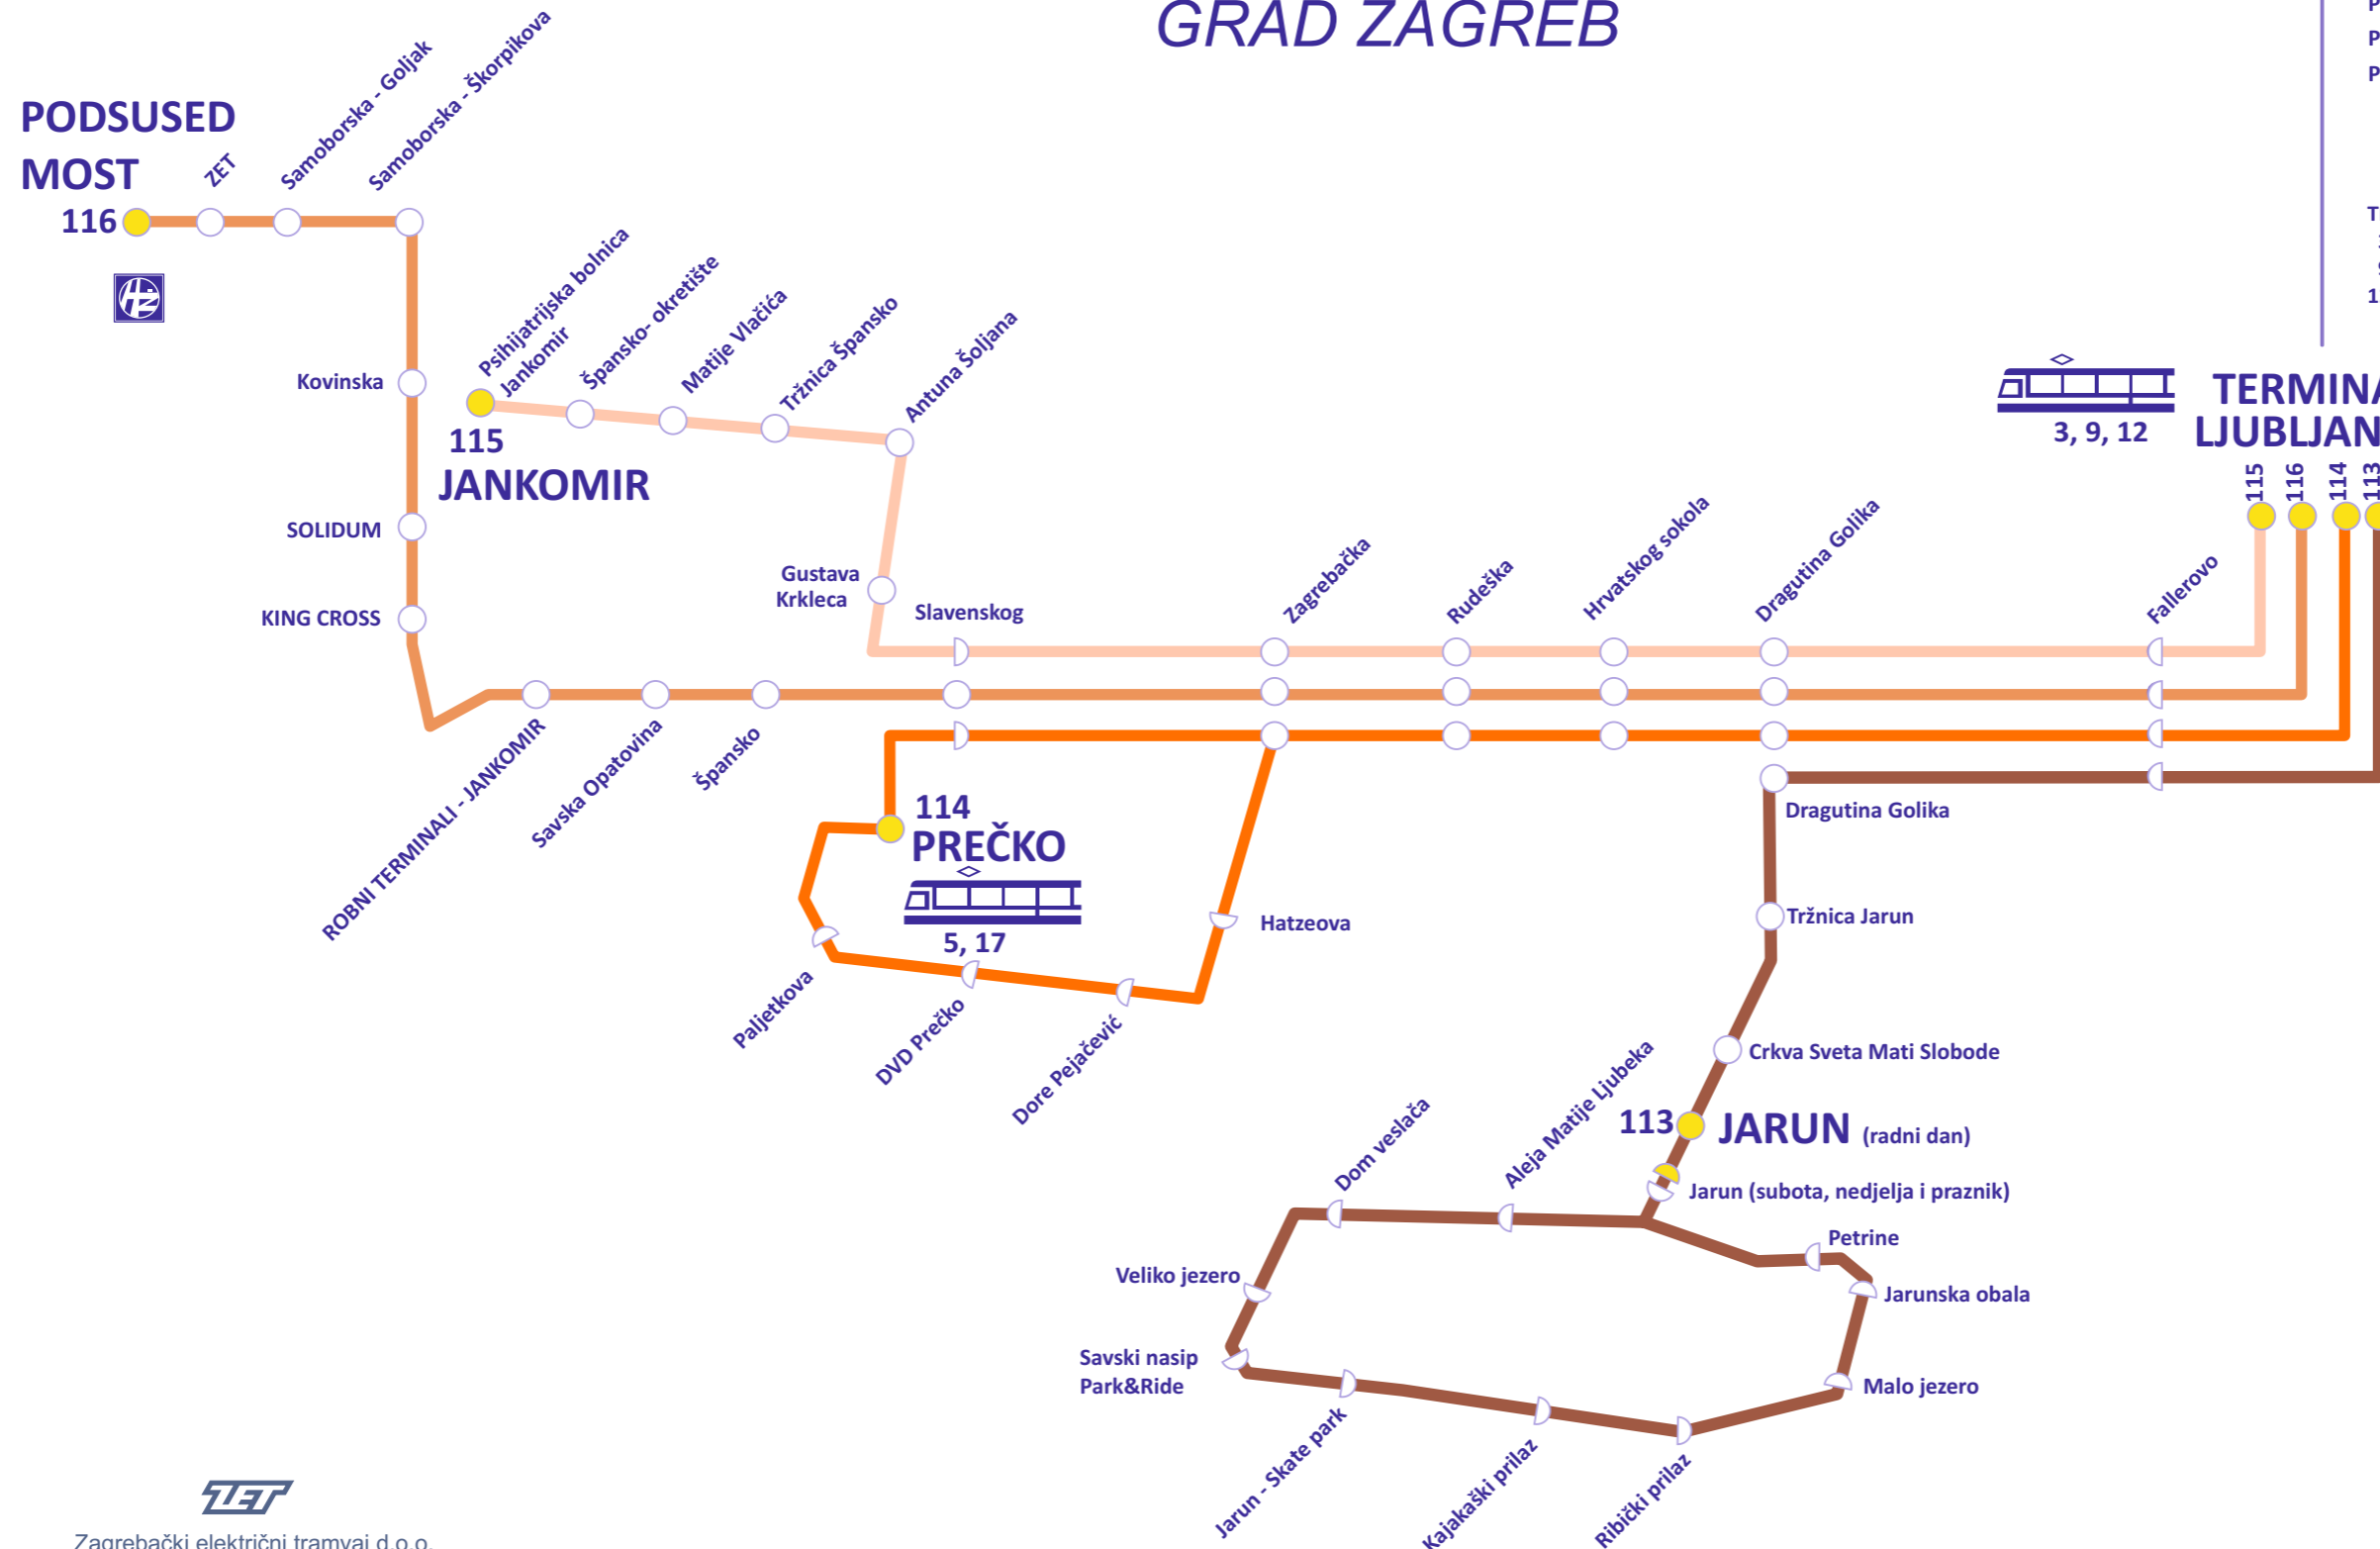 GRAD ZAGREB
PODSUSED
MOST
116
ZET
Samoborska - Goljak
Samoborska - Škorpikova
Kovinska
SOLIDUM
KING CROSS
Psihijatrijska bolnica
Jankomir
115
JANKOMIR
Špansko- okretište
Matije Vlačića
Tržnica Špansko
Antuna Šoljana
Gustava
Krkleca
Slavenskog
Zagrebačka
Rudeška
Hrvatskog sokola
Dragutina Golika
Fallerovo
3, 9, 12
TERMINA
LJUBLJAN
115
116
114
113
ROBNI TERMINALI - JANKOMIR
Savska Opatovina
Špansko
114
PREČKO
5, 17
Paljetkova
DVD Prečko
Dore Pejačević
Hatzeova
Dragutina Golika
Tržnica Jarun
Crkva Sveta Mati Slobode
113
JARUN (radni dan)
Jarun (subota, nedjelja i praznik)
Dom veslača
Aleja Matije Ljubeka
Petrine
Jarunska obala
Malo jezero
Veliko jezero
Savski nasip
Park&Ride
Jarun - Skate park
Kajakaški prilaz
Ribički prilaz
ZET
Zagrebački električni tramvaj d.o.o.